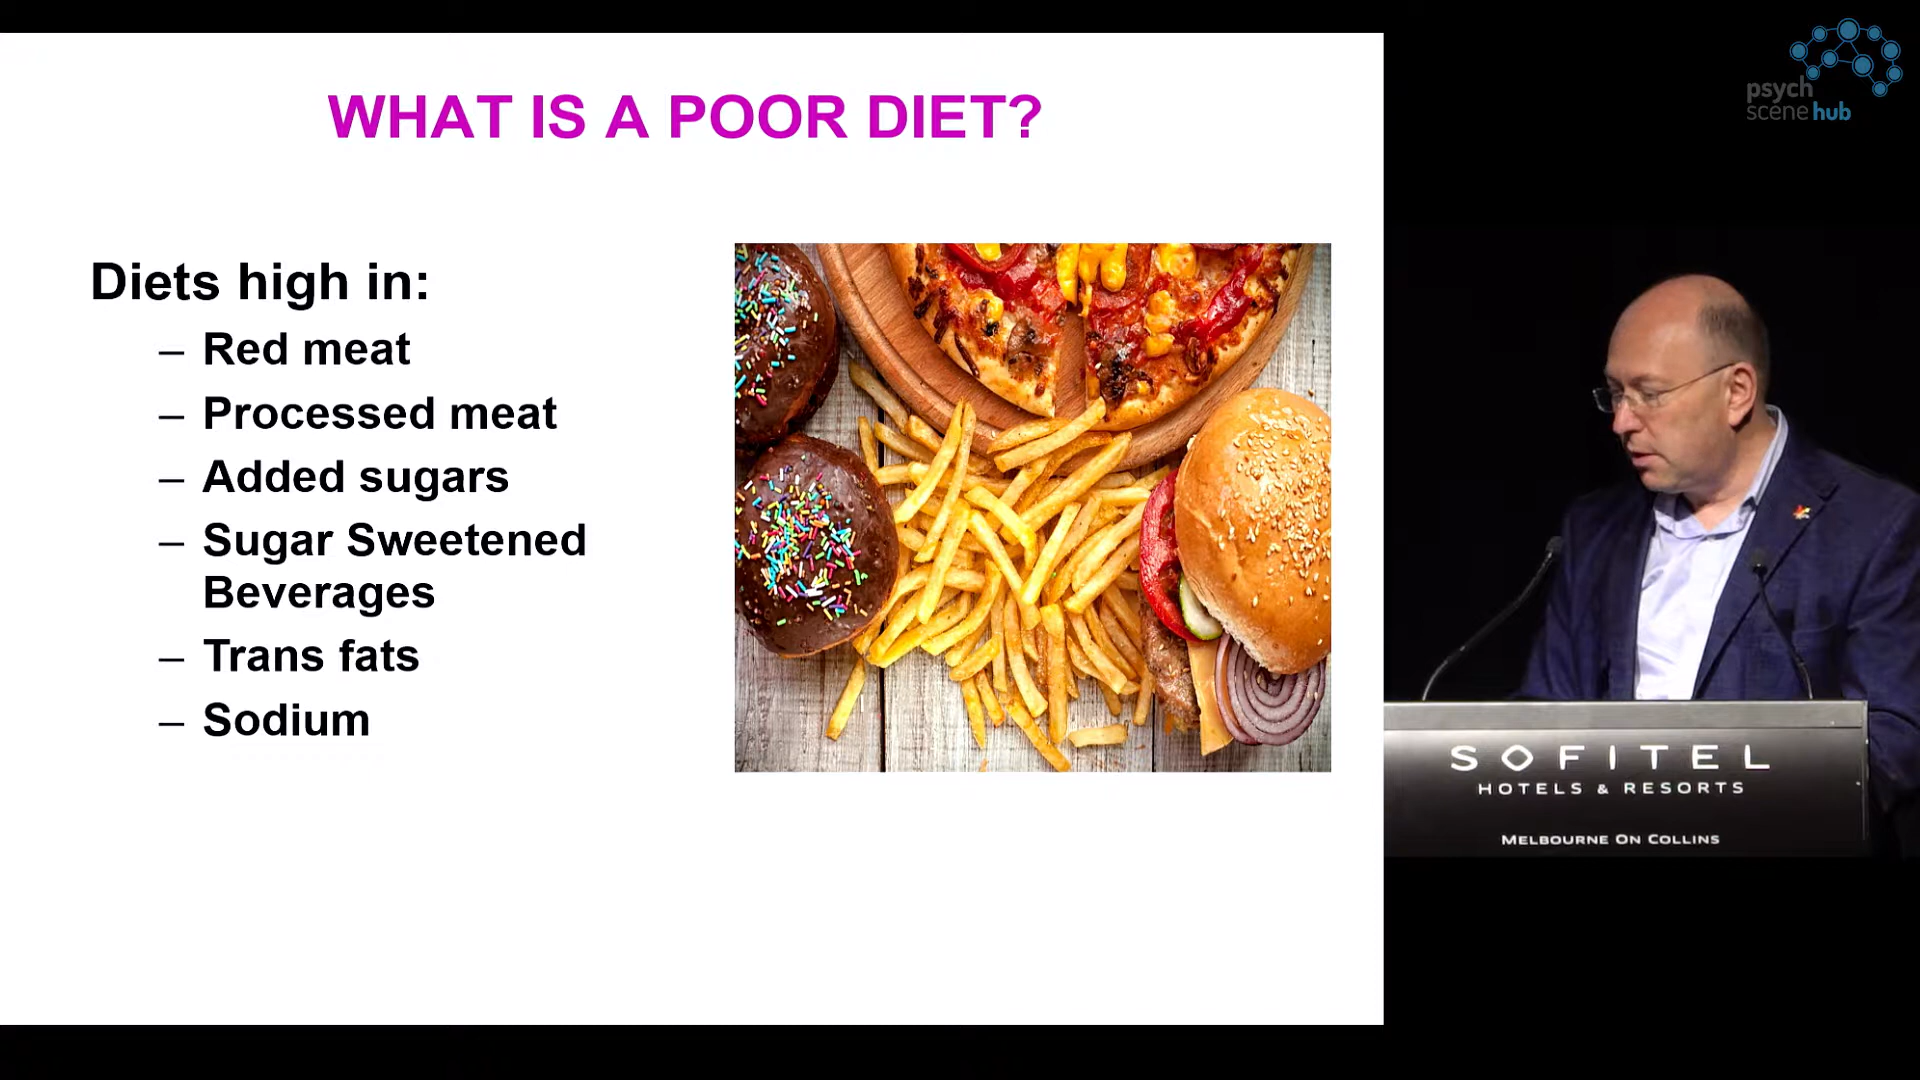 WHAT IS A POOR DIET?
Diets high in:
– Red meat
– Processed meat
– Added sugars
– Sugar Sweetened
Beverages
– Trans fats
– Sodium
psych
scene hub
SOFITEL
HOTELS & RESORTS
MELBOURNE ON COLLINS